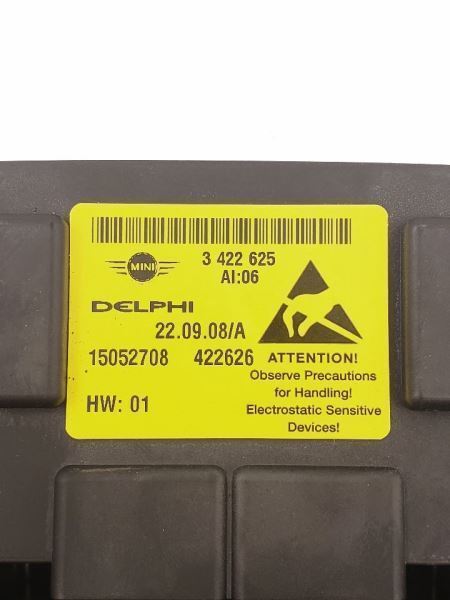 MINI
3 422 625
AI:06
DELPHI
22.09.08/A
15052708 422626
HW: 01
ATTENTION!
Observe Precautions
for Handling!
Electrostatic Sensitive
Devices!